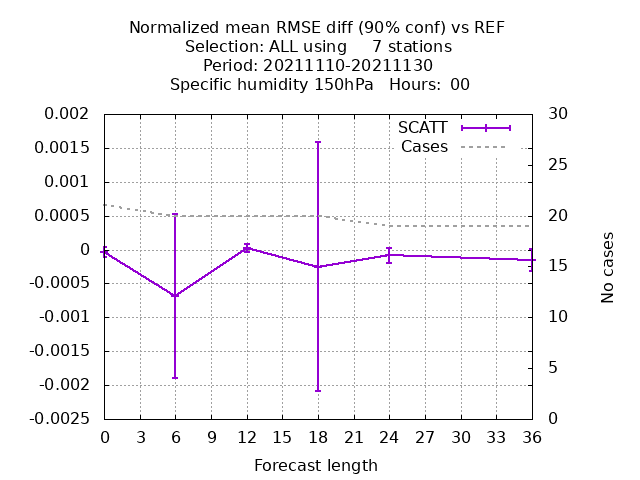 Normalized mean RMSE diff (90% conf) vs REF
Selection: ALL using 7 stations
Period: 20211110-20211130
Specific humidity 150hPa Hours: 00
0.002
0.0015
0.001
0.0005
0
-0.0005
-0.001
-0.0015
-0.002
-0.0025
SCATT
Cases
30
25
20
15
10
5
0
No cases
0 3 6 9 12 15 18 21 24 27 30 33 36
Forecast length